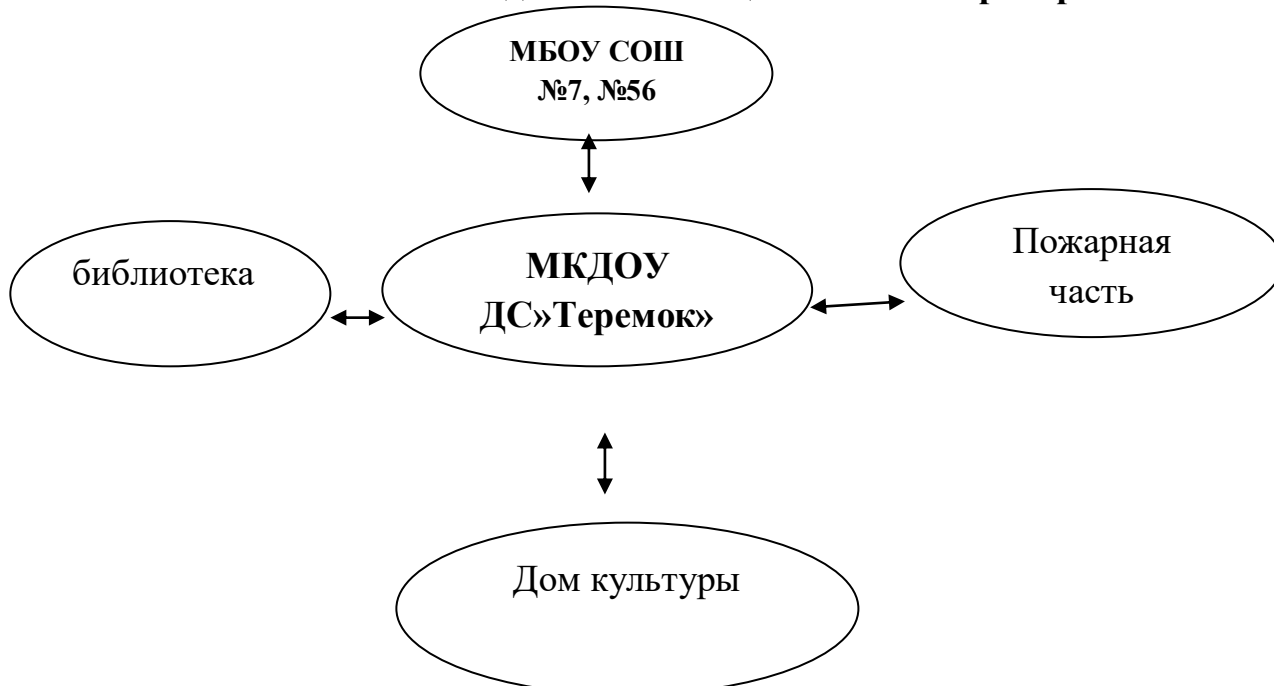 МБОУ СОШ
№7, №56
библиотека
МКДОУ
ДС»Теремок»
Пожарная
часть
Дом культуры